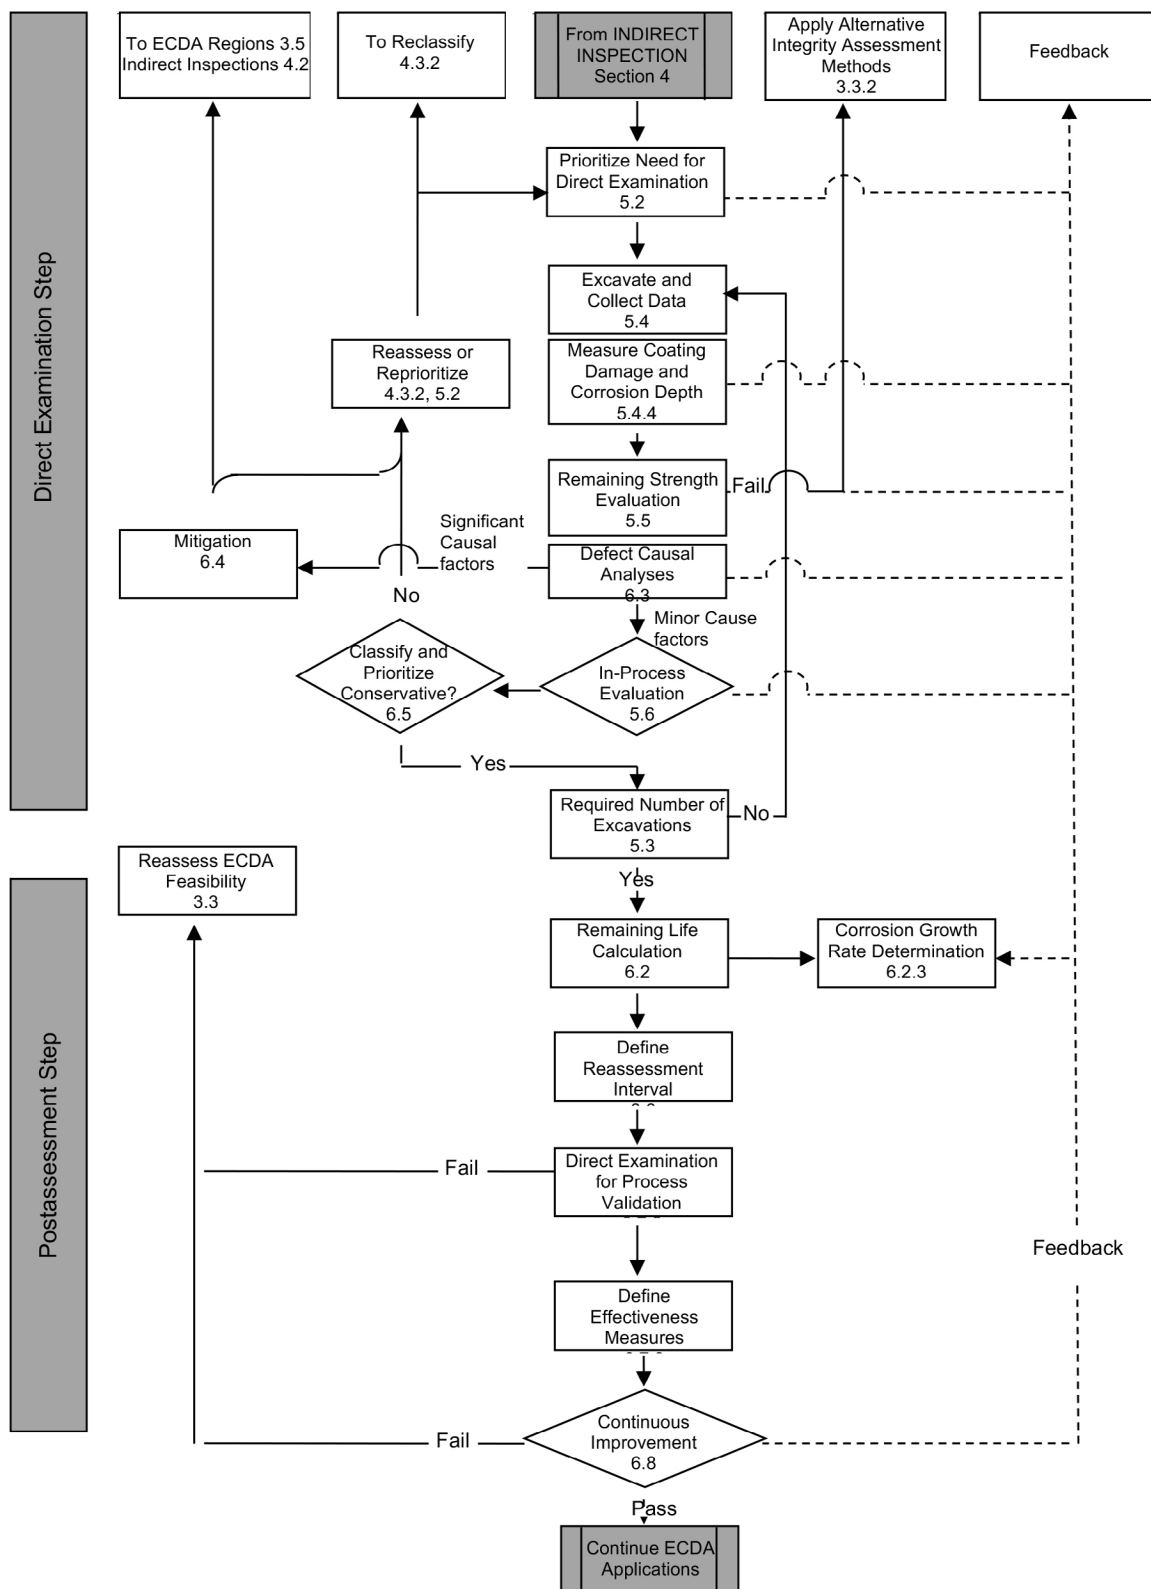 To ECDA Regions 3.5
Indirect Inspections 4.2
To Reclassify
4.3.2
From INDIRECT
INSPECTION
Section 4
Apply Alternative
Integrity Assessment
Methods
3.3.2
Feedback
Prioritize Need for
Direct Examination
5.2
Excavate and
Collect Data
5.4
Direct Examination Step
Reassess or
Reprioritize
4.3.2, 5.2
Measure Coating
Damage and
Corrosion Depth
5.4.4
Remaining Strength
Evaluation
5.5
Fail
Mitigation
6.4
Significant
Causal
factors
Defect Causal
Analyses
6.3
No
Minor Cause
factors
Classify and
Prioritize
Conservative?
6.5
In-Process
Evaluation
5.6
Yes
Required Number of
Excavations
5.3
No
Reassess ECDA
Feasibility
3.3
Yes
Postassessment Step
Remaining Life
Calculation
6.2
Corrosion Growth
Rate Determination
6.2.3
Define
Reassessment
Interval
Fail
Direct Examination
for Process
Validation
Feedback
Define
Effectiveness
Measures
Fail
Continuous
Improvement
6.8
Pass
Continue ECDA
Applications